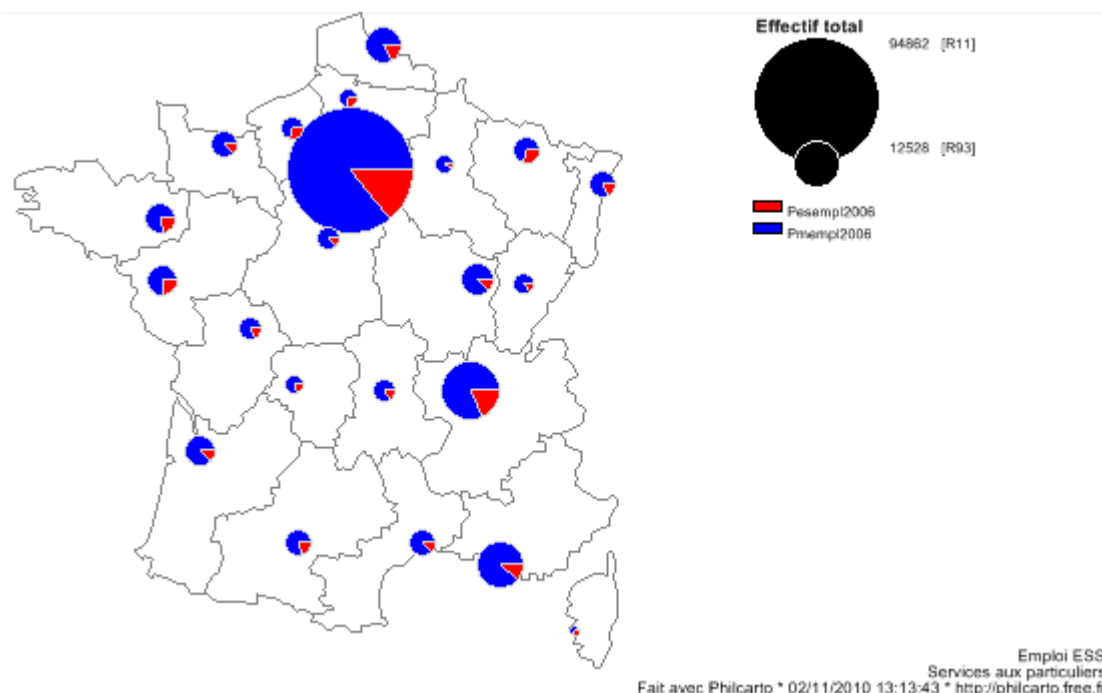 Effectif total
94862 [R11]
12528 [R93]
Pesempl2006
Pmempl2006
Emploi ESS
Services aux particuliers
Fait avec Philcarto * 02/11/2010 13:13:43 * http://philcarto.free.fr